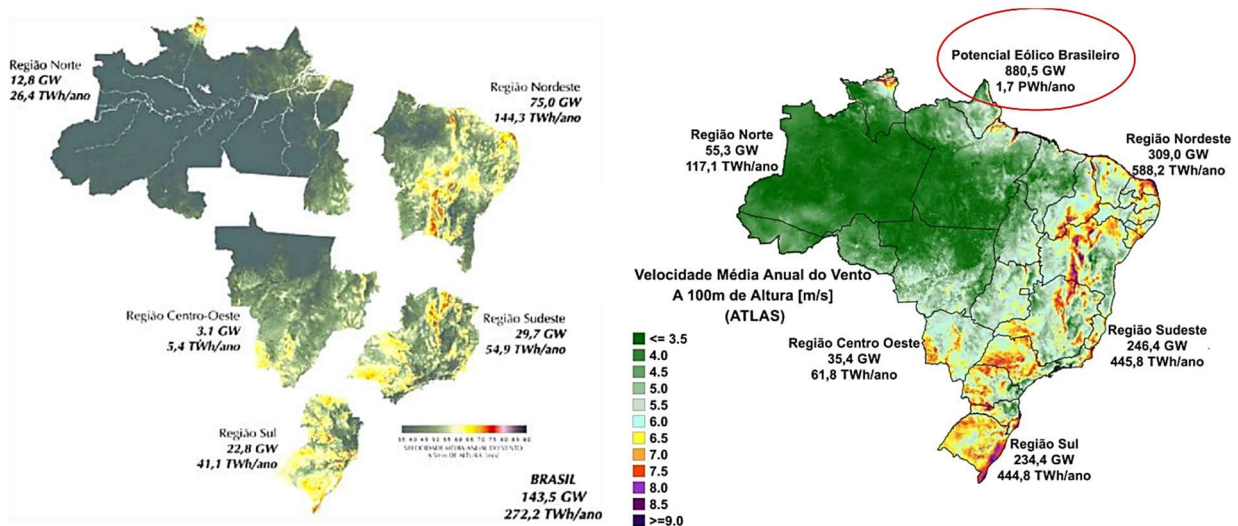 Região Norte
12,8 GW
26,4 TWh/ano
Região Nordeste
75,0 GW
144,3 TWh/ano
Região Centro-Oeste
3.1 GW
5,4 TWh/ano
Região Sudeste
29,7 GW
54,9 TWh/ano
Região Sul
22,8 GW
41,1 TWh/ano
VELOCIDADE MÉDIA ANUAL DO VENTO
BRASIL
143,5 GW
272,2 TWh/ano
Potencial Eólico Brasileiro
880,5 GW
1,7 PWh/ano
Região Norte
55,3 GW
117,1 TWh/ano
Região Nordeste
309,0 GW
588,2 TWh/ano
Velocidade Média Anual do Vento
A 100m de Altura [m/s]
(ATLAS)
<= 3.5
4.0
4.5
5.0
5.5
6.0
6.5
7.0
7.5
8.0
8.5
>=9.0
Região Centro Oeste
35,4 GW
61,8 TWh/ano
Região Sudeste
246,4 GW
445,8 TWh/ano
Região Sul
234,4 GW
444,8 TWh/ano